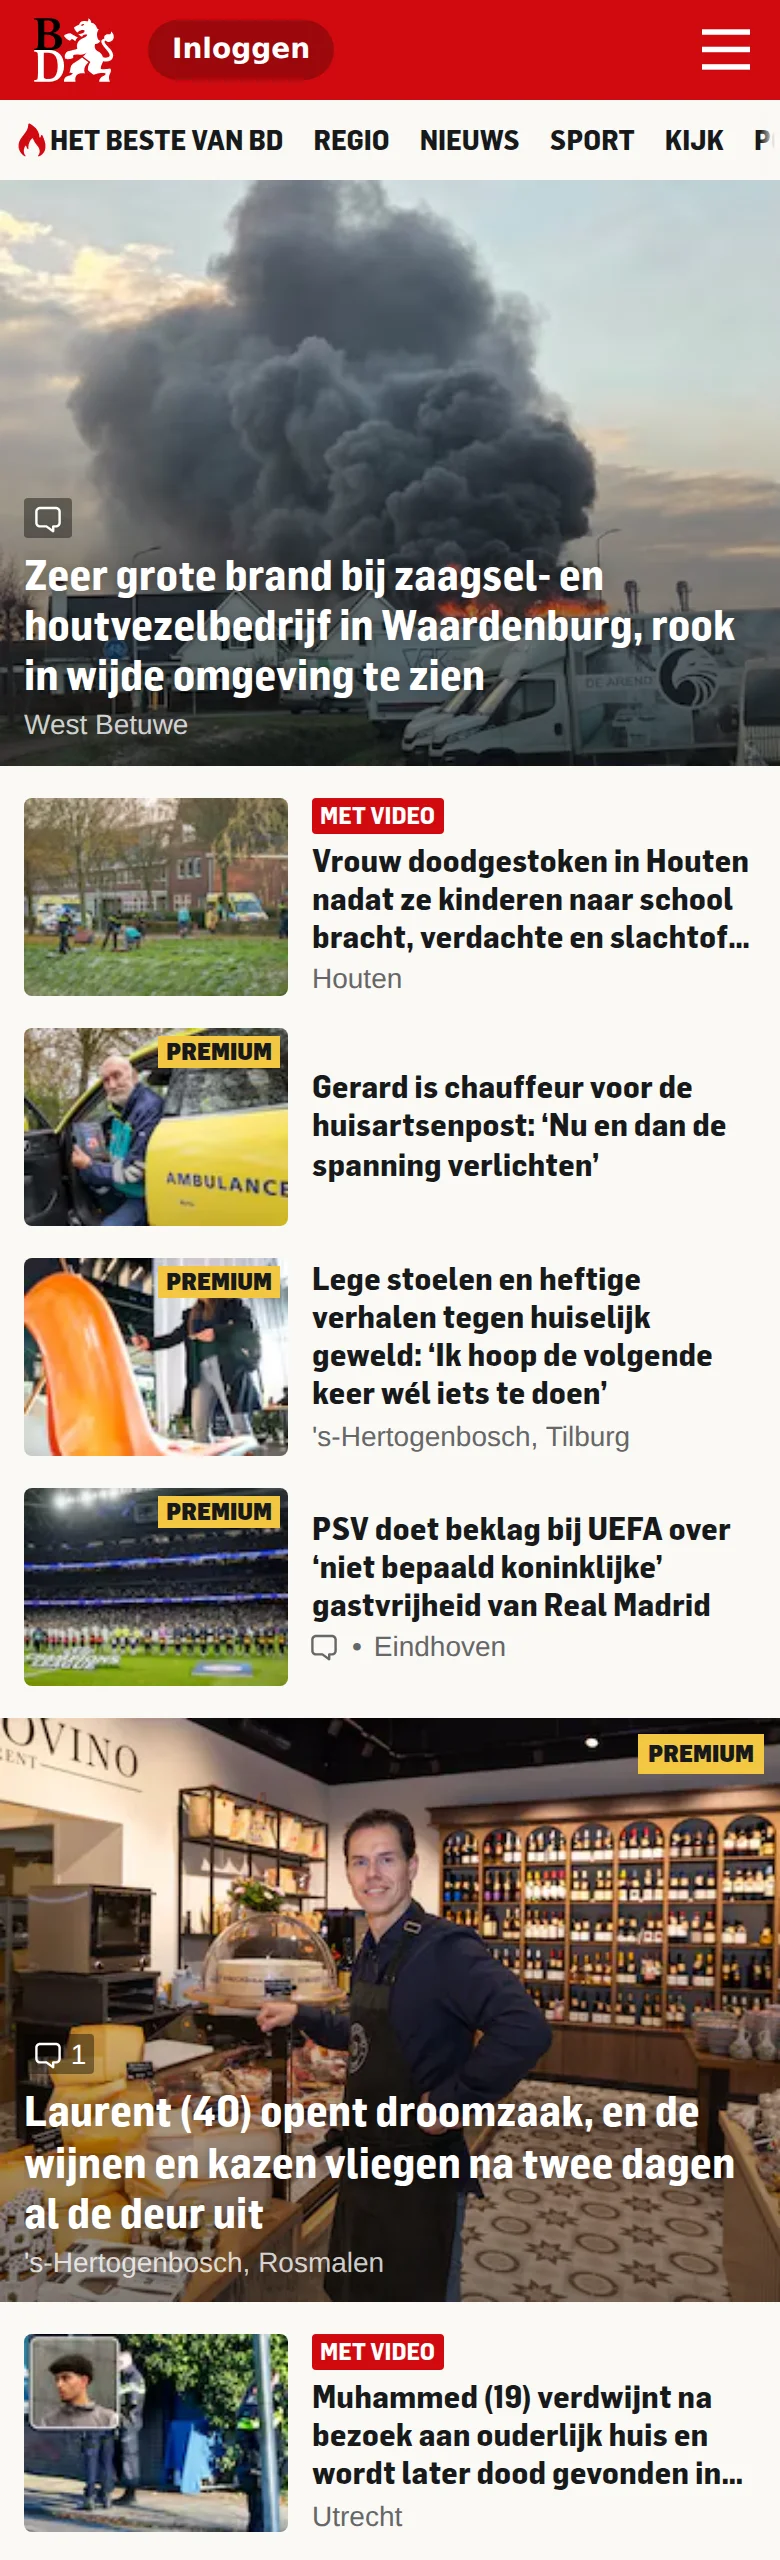 BD
Inloggen
HET BESTE VAN BD REGIO NIEUWS SPORT KIJK
DE AREND
Zeer grote brand bij zaagsel- en
houtvezelbedrijf in Waardenburg, rook
in wijde omgeving te zien
West Betuwe
MET VIDEO
Vrouw doodgestoken in Houten
nadat ze kinderen naar school
bracht, verdachte en slachtof...
Houten
PREMIUM
AMBULANCE
Gerard is chauffeur voor de
huisartsenpost: ‘Nu en dan de
spanning verlichten’
PREMIUM
Lege stoelen en heftige
verhalen tegen huiselijk
geweld: ‘Ik hoop de volgende
keer wél iets te doen’
's-Hertogenbosch, Tilburg
PREMIUM
CHAMPIONS
LEAGUE
PSV doet beklag bij UEFA over
‘niet bepaald koninklijke’
gastvrijheid van Real Madrid
• Eindhoven
OVINO
PREMIUM
1
Laurent (40) opent droomzaak, en de
wijnen en kazen vliegen na twee dagen
al de deur uit
's-Hertogenbosch, Rosmalen
MET VIDEO
Muhammed (19) verdwijnt na
bezoek aan ouderlijk huis en
wordt later dood gevonden in...
Utrecht